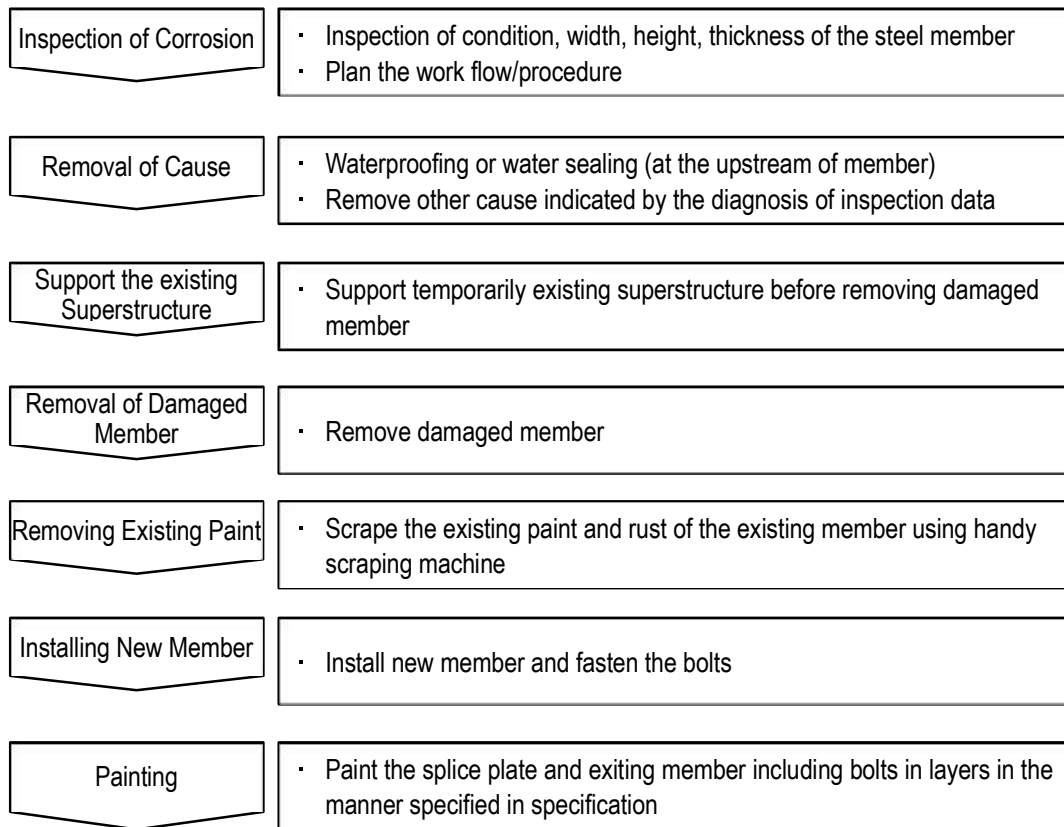 Inspection of Corrosion
· Inspection of condition, width, height, thickness of the steel member
· Plan the work flow/procedure
Removal of Cause
· Waterproofing or water sealing (at the upstream of member)
· Remove other cause indicated by the diagnosis of inspection data
Support the existing
Superstructure
· Support temporarily existing superstructure before removing damaged
member
Removal of Damaged
Member
· Remove damaged member
Removing Existing Paint
· Scrape the existing paint and rust of the existing member using handy
scraping machine
Installing New Member
· Install new member and fasten the bolts
Painting
· Paint the splice plate and exiting member including bolts in layers in the
manner specified in specification